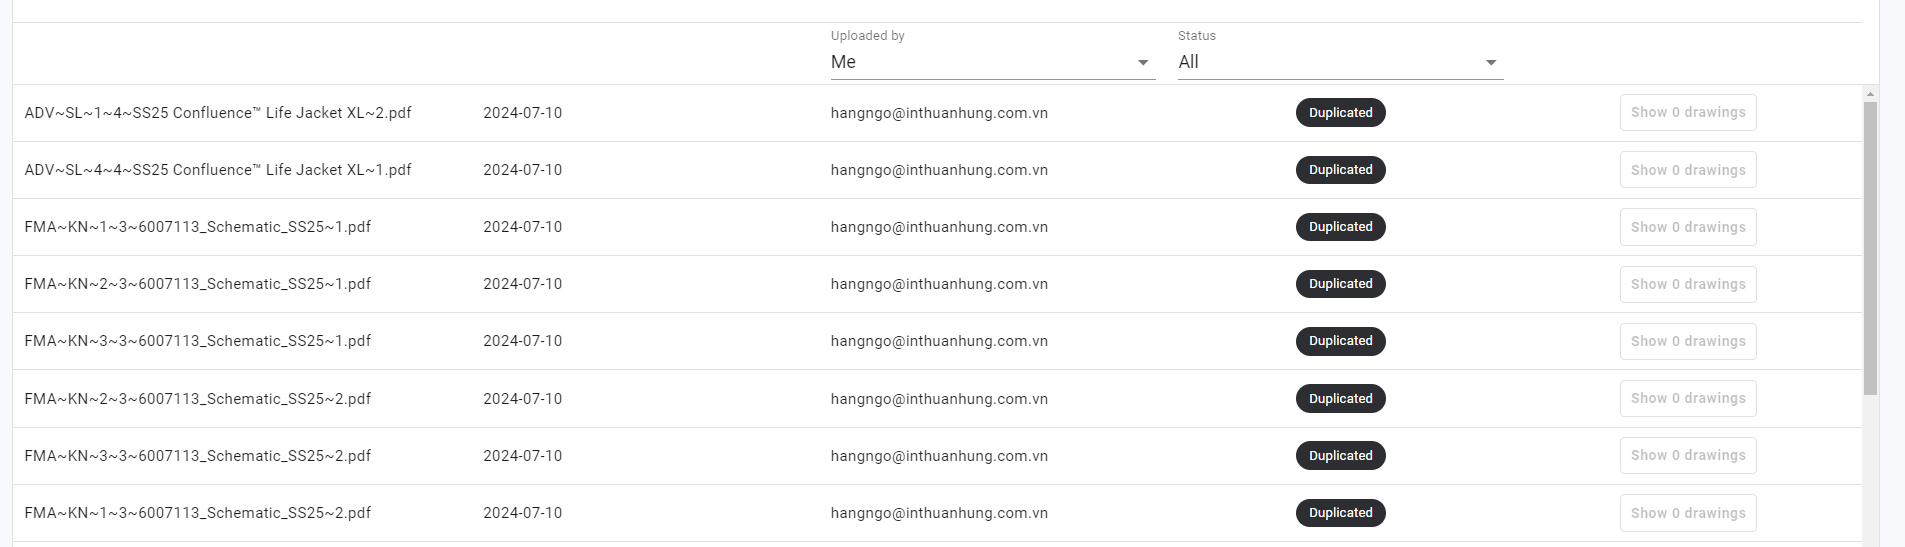 Uploaded by Status
Me All
ADV~SL~1~4~SS25 Confluence™ Life Jacket XL~2.pdf 2024-07-10 hangngo@inthuanhung.com.vn Duplicated Show 0 drawings
ADV~SL~4~4~SS25 Confluence™ Life Jacket XL~1.pdf 2024-07-10 hangngo@inthuanhung.com.vn Duplicated Show 0 drawings
FMA~KN~1~3~6007113_Schematic_SS25~1.pdf 2024-07-10 hangngo@inthuanhung.com.vn Duplicated Show 0 drawings
FMA~KN~2~3~6007113_Schematic_SS25~1.pdf 2024-07-10 hangngo@inthuanhung.com.vn Duplicated Show 0 drawings
FMA~KN~3~3~6007113_Schematic_SS25~1.pdf 2024-07-10 hangngo@inthuanhung.com.vn Duplicated Show 0 drawings
FMA~KN~2~3~6007113_Schematic_SS25~2.pdf 2024-07-10 hangngo@inthuanhung.com.vn Duplicated Show 0 drawings
FMA~KN~3~3~6007113_Schematic_SS25~2.pdf 2024-07-10 hangngo@inthuanhung.com.vn Duplicated Show 0 drawings
FMA~KN~1~3~6007113_Schematic_SS25~2.pdf 2024-07-10 hangngo@inthuanhung.com.vn Duplicated Show 0 drawings